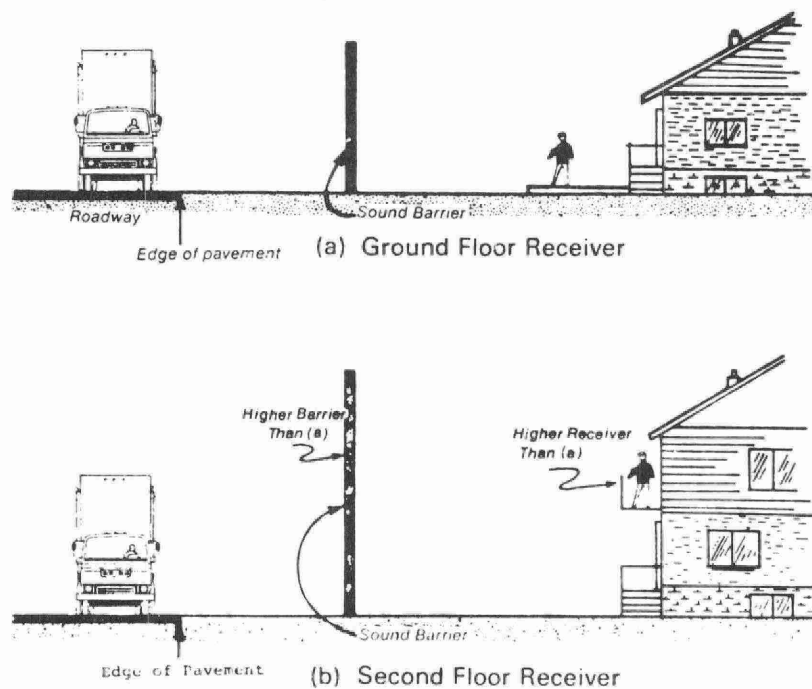 Roadway
Sound Barrier
Edge of pavement
(a) Ground Floor Receiver
Higher Barrier
Than (a)
Higher Receiver
Than (a)
Sound Barrier
Edge of Pavement
(b) Second Floor Receiver